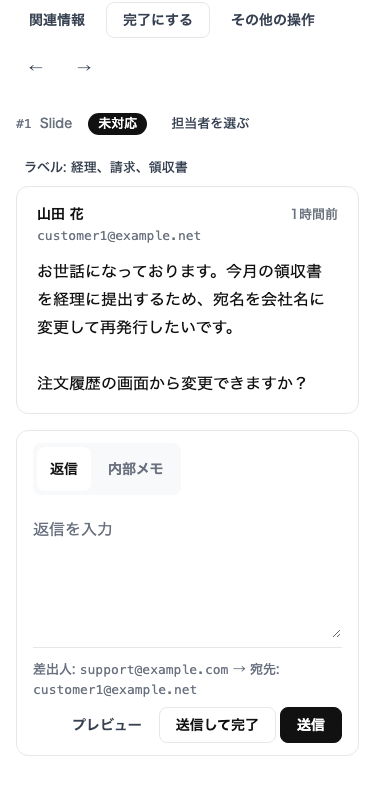 関連情報 完了にする その他の操作
← →
#1 Slide 未対応 担当者を選ぶ
ラベル: 経理、請求、領収書
山田 花 1時間前
customer1@example.net
お世話になっております。今月の領収書
を経理に提出するため、宛名を会社名に
変更して再発行したいです。
注文履歴の画面から変更できますか？
返信 内部メモ
返信を入力
差出人: support@example.com → 宛先:
customer1@example.net
プレビュー 送信して完了 送信